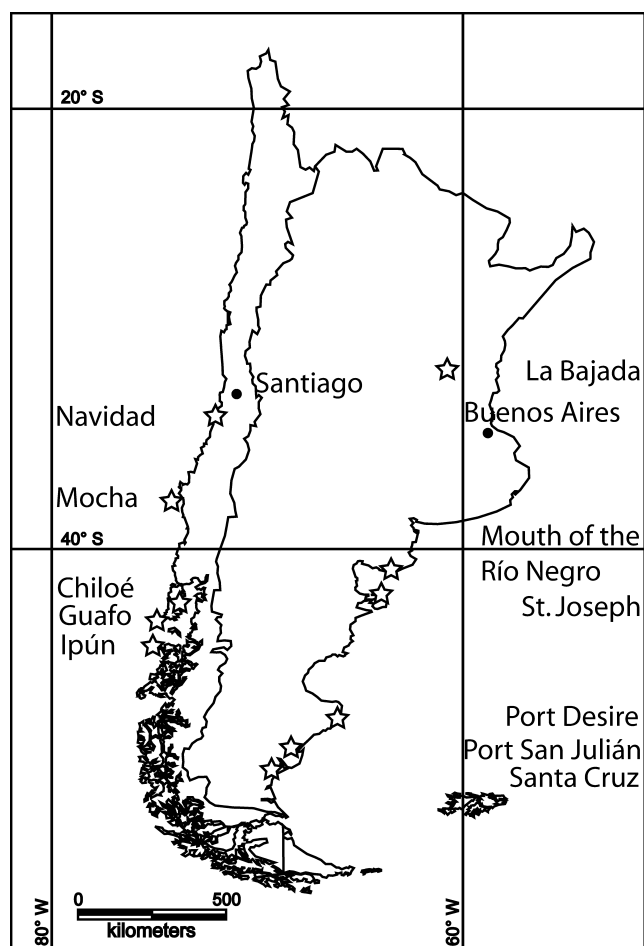 20° S
Santiago
La Bajada
Navidad
Buenos Aires
Mocha
40° S
Mouth of the
Río Negro
Chiloé
Guafo
St. Joseph
Ipún
Port Desire
Port San Julián
Santa Cruz
0 500
kilometers
80° W
60° W